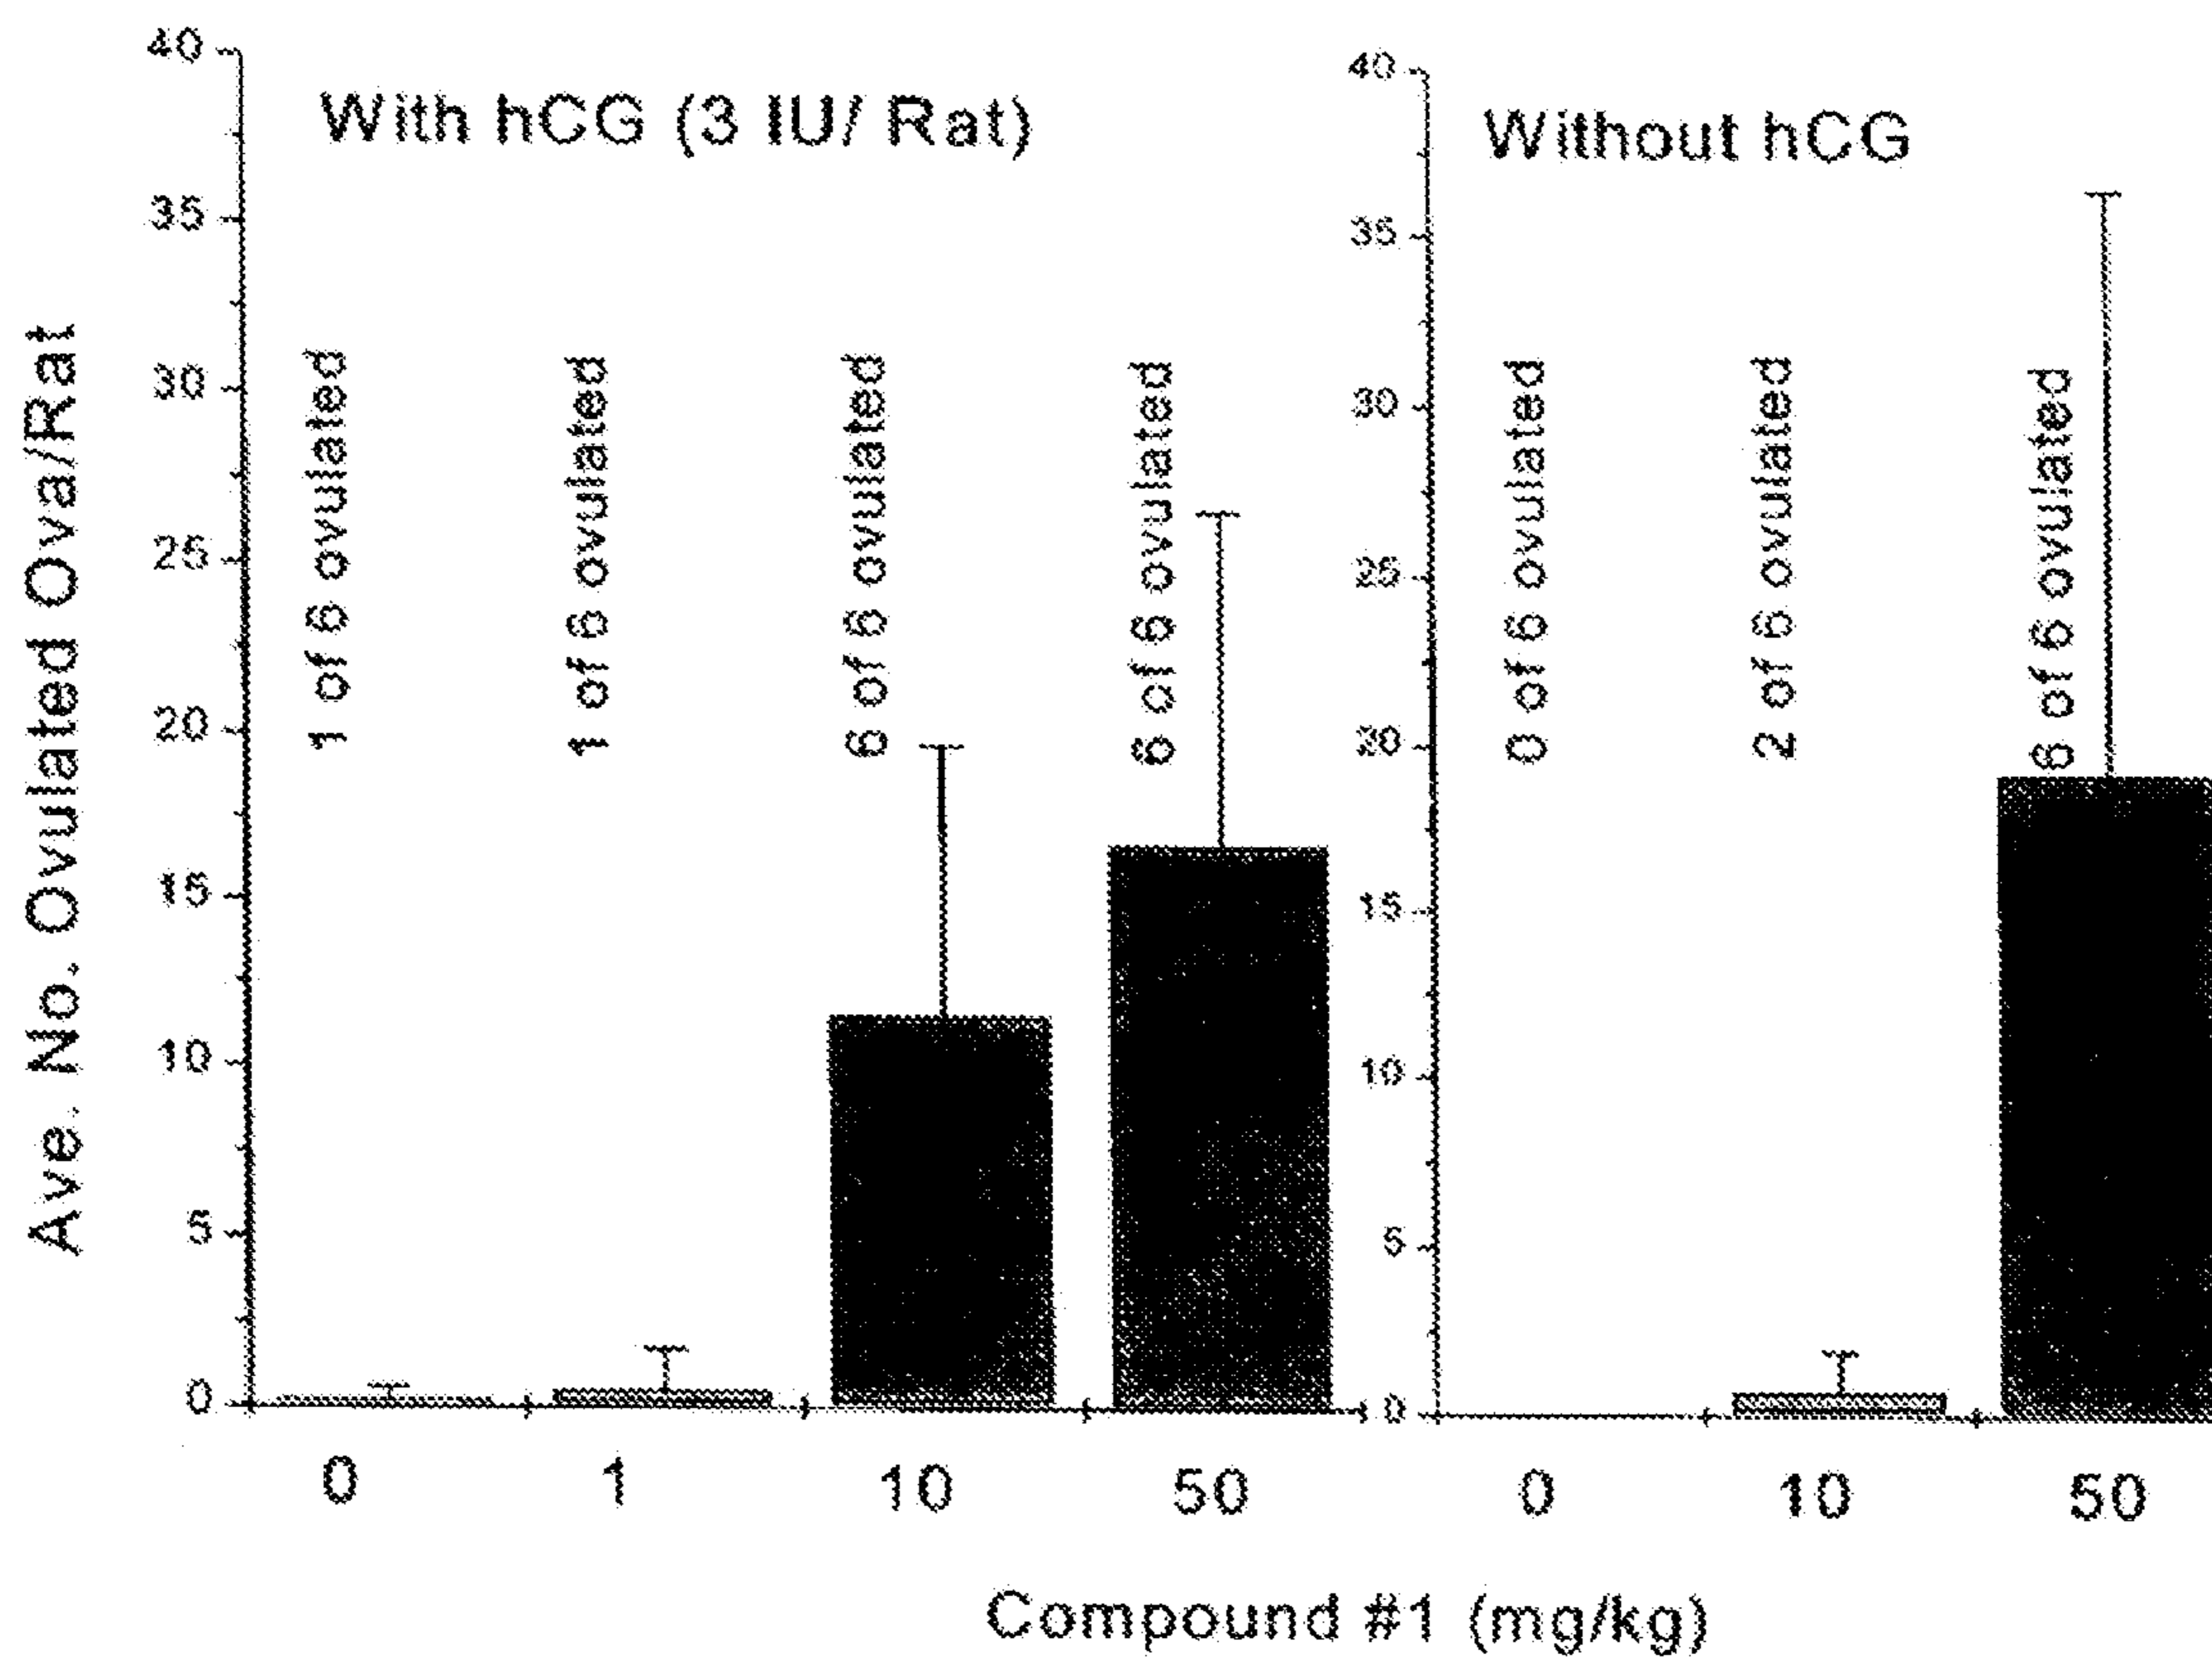 With hCG (3 IU/ Rat)
Without hCG
Ave. No. Ovulated Ova/Rat
40
35
30
25
20
15
10
5
0
1 of 6 ovulated
1 of 6 ovulated
6 of 6 ovulated
6 of 6 ovulated
0
1
10
50
40
35
30
25
20
15
10
5
0
0 of 6 ovulated
2 of 6 ovulated
6 of 6 ovulated
0
10
50
Compound #1 (mg/kg)